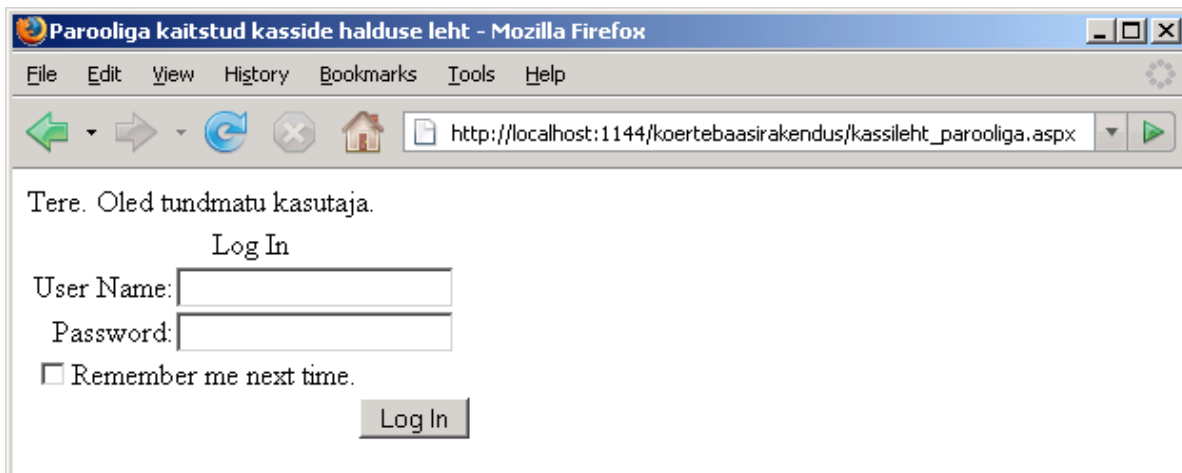 Parooliga kaitstud kasside halduse leht - Mozilla Firefox
File Edit View History Bookmarks Tools Help
http://localhost:1144/koertebaasirakendus/kassileht_parooliga.aspx
Tere. Oled tundmatu kasutaja.
Log In
User Name:
Password:
Remember me next time.
Log In